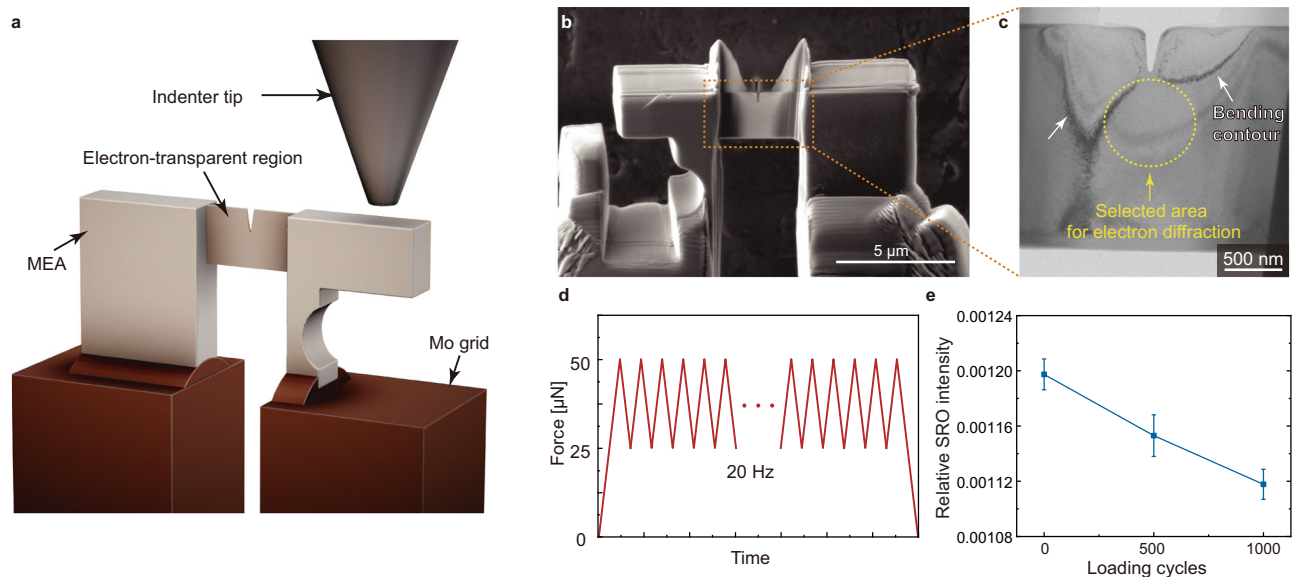 a
Indenter tip
Electron-transparent region
MEA
Mo grid
b
5 µm
c
Bending
contour
Selected area
for electron diffraction
500 nm
d
Force [µN]
50
25
0
20 Hz
Time
e
Relative SRO intensity
0.00124
0.00120
0.00116
0.00112
0.00108
0
500
1000
Loading cycles